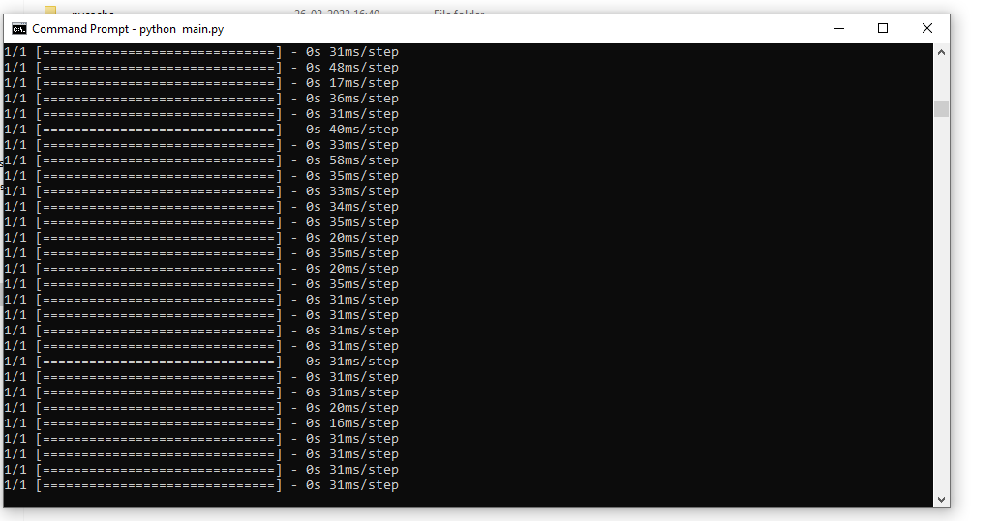 26-02-2023 16:40 File folder
Command Prompt - python  main.py
1/1 [==============================] - 0s 31ms/step
1/1 [==============================] - 0s 48ms/step
1/1 [==============================] - 0s 17ms/step
1/1 [==============================] - 0s 36ms/step
1/1 [==============================] - 0s 31ms/step
1/1 [==============================] - 0s 40ms/step
1/1 [==============================] - 0s 33ms/step
1/1 [==============================] - 0s 58ms/step
1/1 [==============================] - 0s 35ms/step
1/1 [==============================] - 0s 33ms/step
1/1 [==============================] - 0s 34ms/step
1/1 [==============================] - 0s 35ms/step
1/1 [==============================] - 0s 20ms/step
1/1 [==============================] - 0s 35ms/step
1/1 [==============================] - 0s 20ms/step
1/1 [==============================] - 0s 35ms/step
1/1 [==============================] - 0s 31ms/step
1/1 [==============================] - 0s 31ms/step
1/1 [==============================] - 0s 31ms/step
1/1 [==============================] - 0s 31ms/step
1/1 [==============================] - 0s 31ms/step
1/1 [==============================] - 0s 31ms/step
1/1 [==============================] - 0s 31ms/step
1/1 [==============================] - 0s 20ms/step
1/1 [==============================] - 0s 16ms/step
1/1 [==============================] - 0s 31ms/step
1/1 [==============================] - 0s 31ms/step
1/1 [==============================] - 0s 31ms/step
1/1 [==============================] - 0s 31ms/step